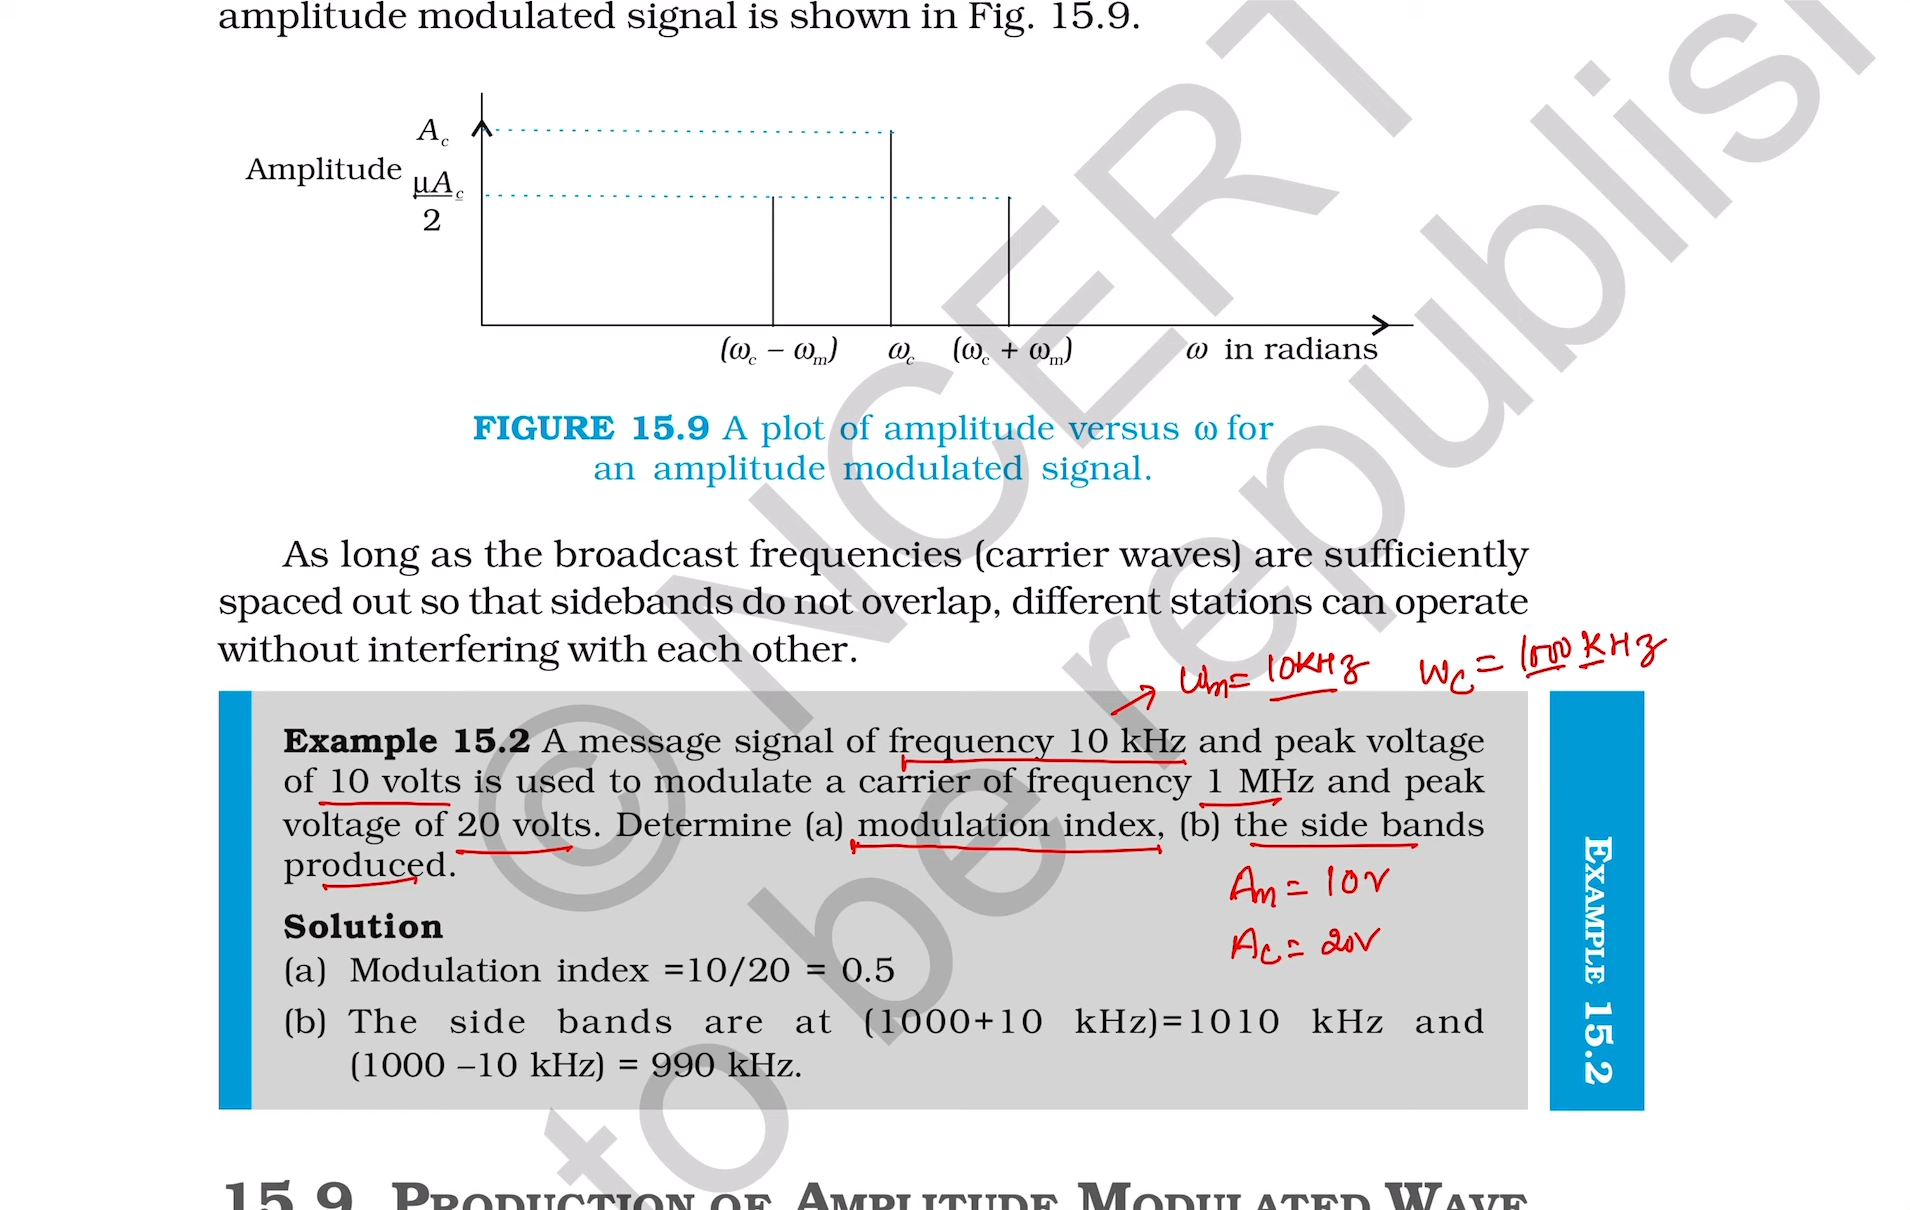 amplitude modulated signal is shown in Fig. 15.9.
A_c
Amplitude
μA_c
2
(ω_c – ω_m) ω_c (ω_c + ω_m) ω in radians
FIGURE 15.9 A plot of amplitude versus ω for
an amplitude modulated signal.
As long as the broadcast frequencies (carrier waves) are sufficiently
spaced out so that sidebands do not overlap, different stations can operate
without interfering with each other.
ωm= 10KHz ωc = 1000 KHz
Example 15.2 A message signal of frequency 10 kHz and peak voltage
of 10 volts is used to modulate a carrier of frequency 1 MHz and peak
voltage of 20 volts. Determine (a) modulation index, (b) the side bands
produced.
Am = 10V
Ac = 20V
Solution
(a) Modulation index =10/20 = 0.5
(b) The side bands are at (1000+10 kHz)=1010 kHz and
(1000 –10 kHz) = 990 kHz.
EXAMPLE 15.2
15.9 PRODUCTION OF AMPLITUDE MODULATED WAVE
© NCERT
to be republis